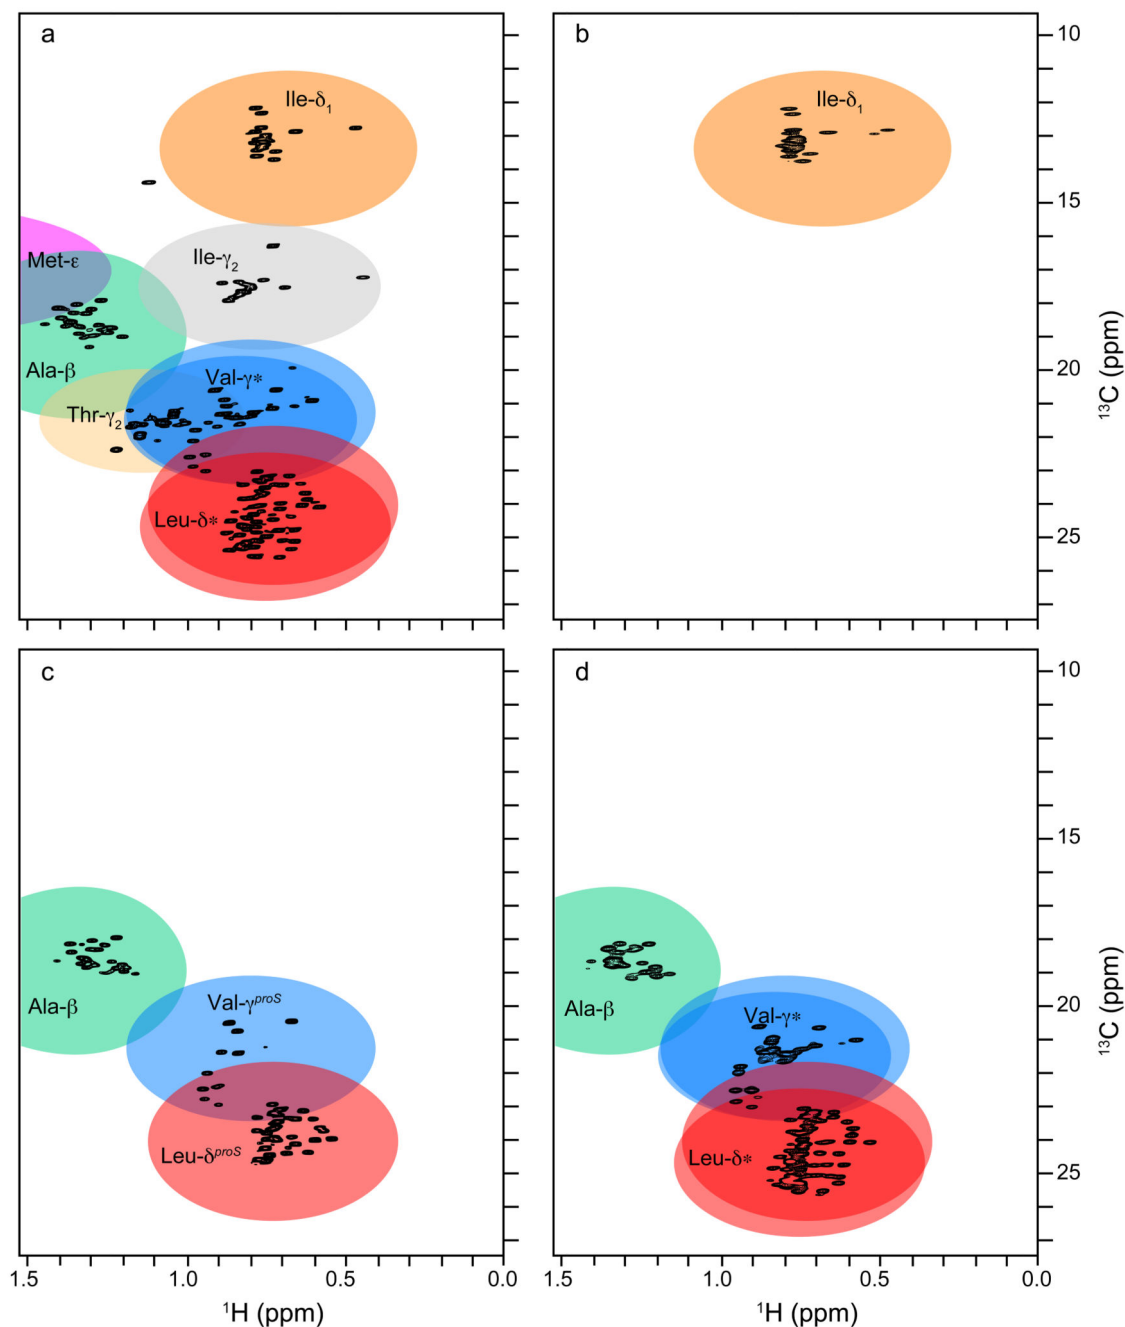 a
Ile-δ₁
Met-ε
Ile-γ₂
Ala-β
Val-γ*
Thr-γ₂
Leu-δ*
b
Ile-δ₁
10
15
20
25
¹³C (ppm)
c
Ala-β
Val-γᵖʳᵒˢ
Leu-δᵖʳᵒˢ
1.5 1.0 0.5 0.0
¹H (ppm)
d
Ala-β
Val-γ*
Leu-δ*
10
15
20
25
¹³C (ppm)
1.5 1.0 0.5 0.0
¹H (ppm)